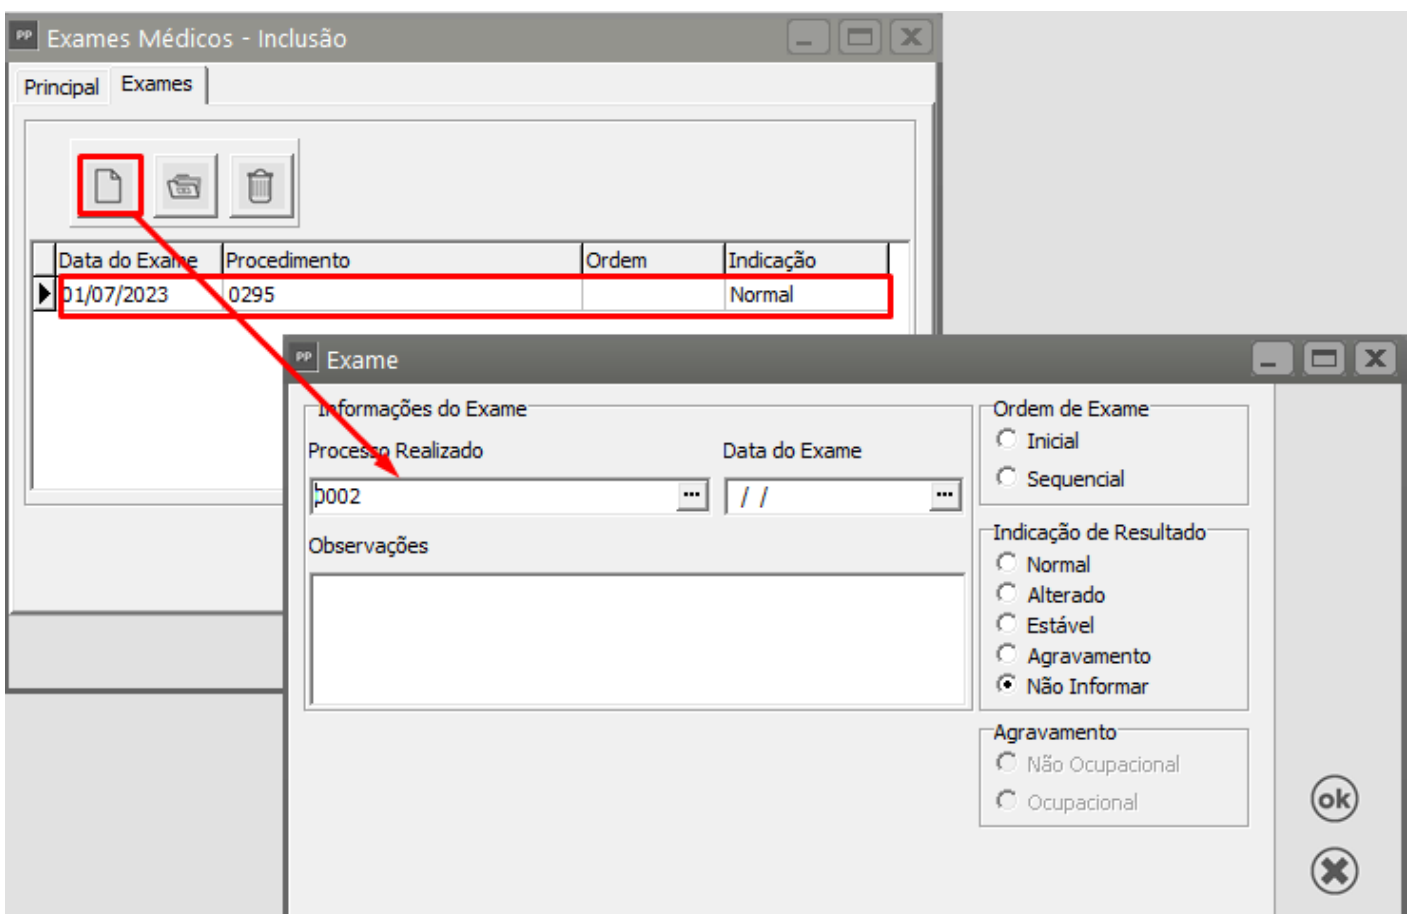 PP Exames Médicos - Inclusão
Principal Exames
Data do Exame Procedimento Ordem Indicação
01/07/2023 0295 Normal
PP Exame
Informações do Exame
Processo Realizado Data do Exame
0002 ... / / ...
Observações
Ordem de Exame
Inicial
Sequencial
Indicação de Resultado
Normal
Alterado
Estável
Agravamento
Não Informar
Agravamento
Não Ocupacional
Ocupacional
ok